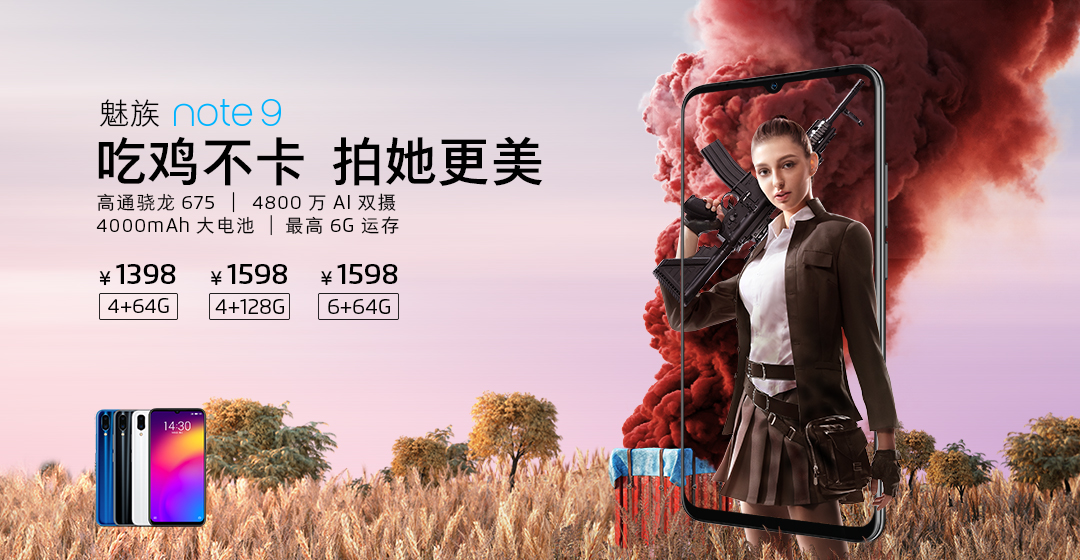 魅族 note 9
吃鸡不卡 拍她更美
高通骁龙 675 | 4800 万 AI 双摄
4000mAh 大电池 | 最高 6G 运存
¥ 1398 ¥ 1598 ¥ 1598
4+64G 4+128G 6+64G
14:30